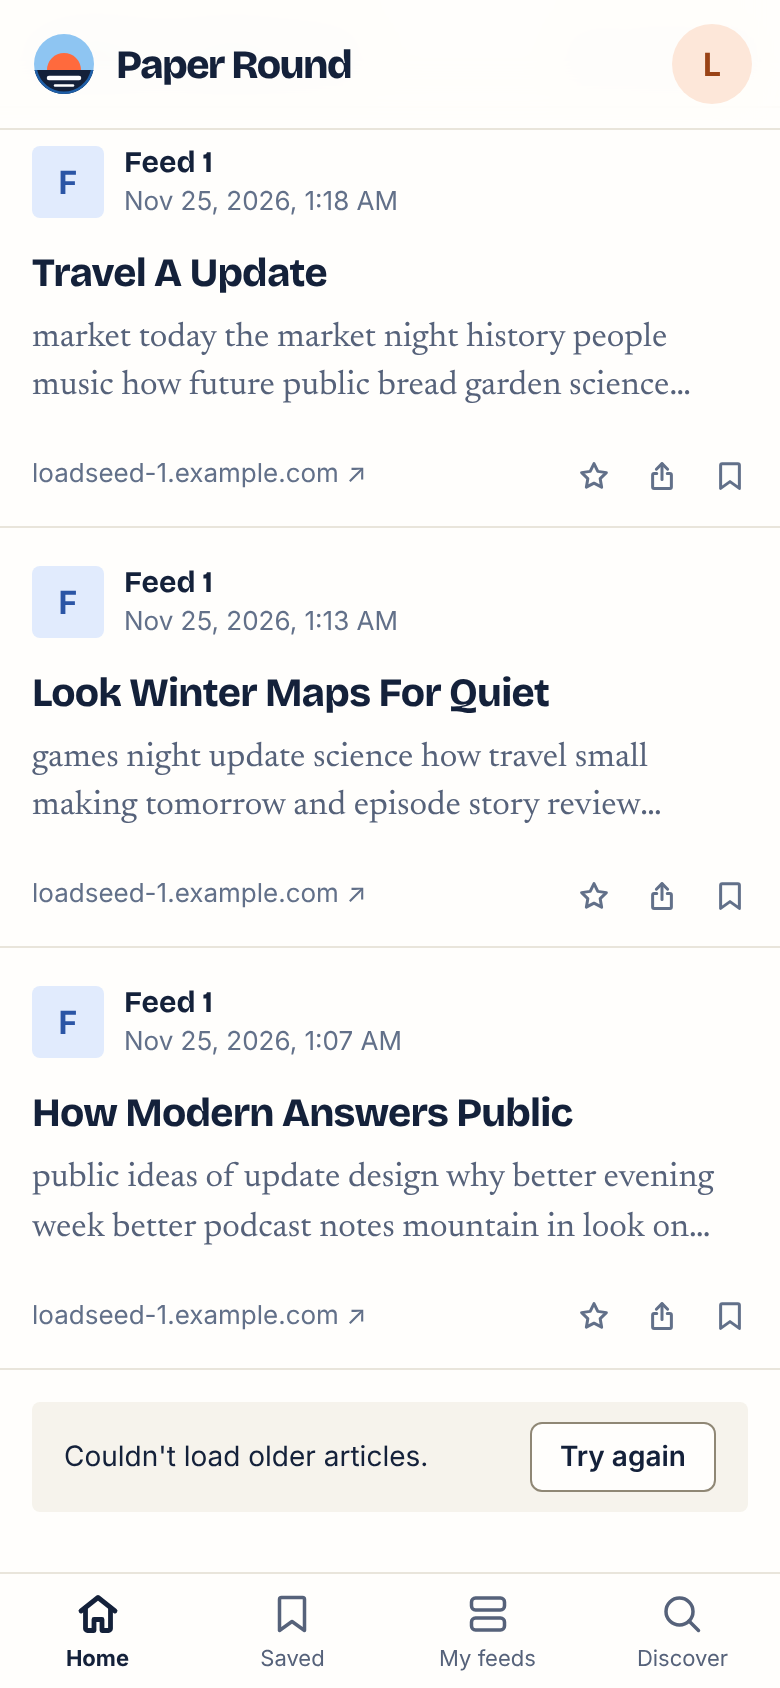 Paper Round
L
F
Feed 1
Nov 25, 2026, 1:18 AM
Travel A Update
market today the market night history people
music how future public bread garden science...
loadseed-1.example.com ↗
F
Feed 1
Nov 25, 2026, 1:13 AM
Look Winter Maps For Quiet
games night update science how travel small
making tomorrow and episode story review...
loadseed-1.example.com ↗
F
Feed 1
Nov 25, 2026, 1:07 AM
How Modern Answers Public
public ideas of update design why better evening
week better podcast notes mountain in look on...
loadseed-1.example.com ↗
Couldn't load older articles.
Try again
Home
Saved
My feeds
Discover